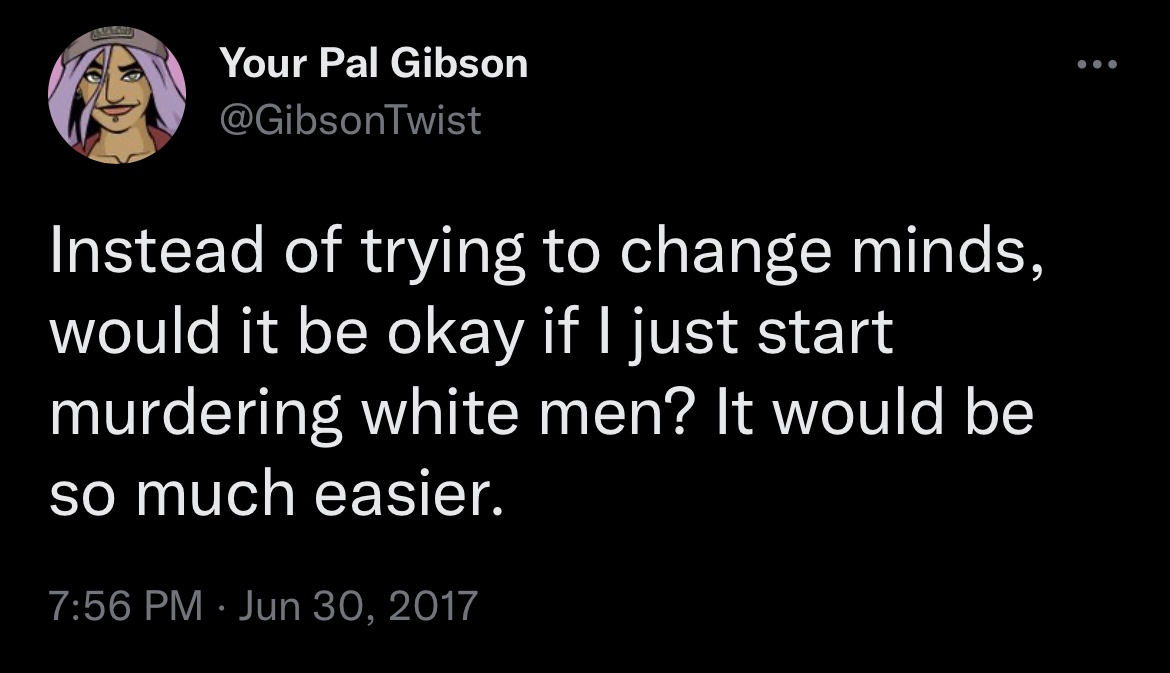 Your Pal Gibson
@GibsonTwist
Instead of trying to change minds,
would it be okay if I just start
murdering white men? It would be
so much easier.
7:56 PM · Jun 30, 2017